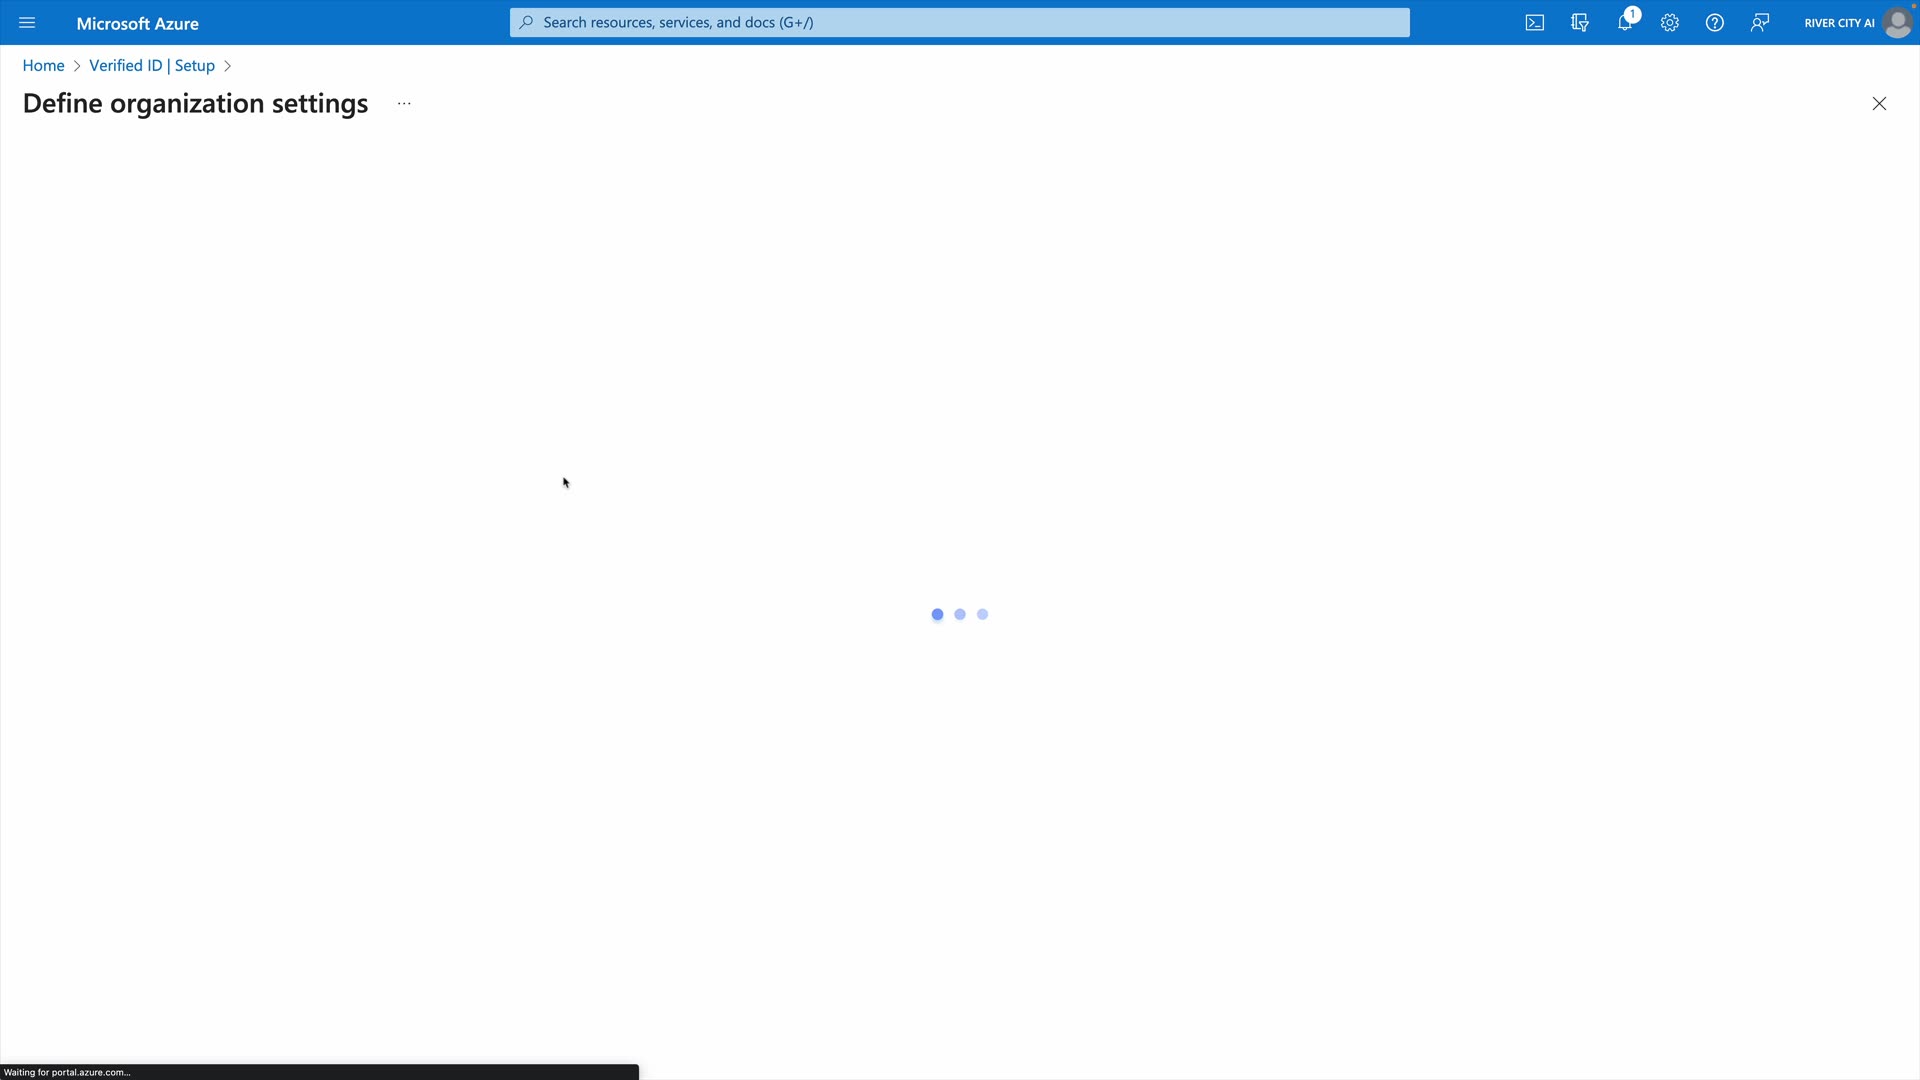 Microsoft Azure
Search resources, services, and docs (G+/)
1
RIVER CITY AI
Home > Verified ID | Setup >
Define organization settings ...
Waiting for portal.azure.com...